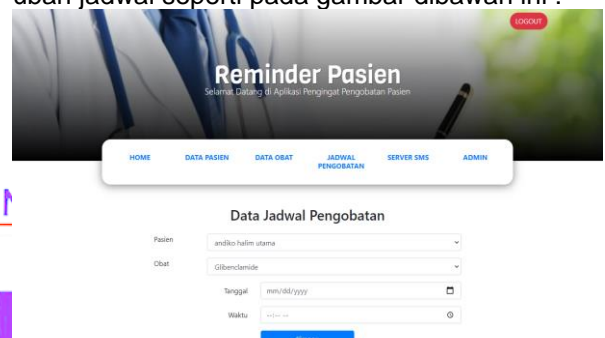 ubah jadwal seperti pada gambar dibawah ini :
LOGOUT
Reminder Pasien
Selamat Datang di Aplikasi Pengingat Pengobatan Pasien
HOME DATA PASIEN DATA OBAT JADWAL PENGOBATAN SERVER SMS ADMIN
Data Jadwal Pengobatan
Pasien andiko halim utama
Obat Glibenclamide
Tanggal mm/dd/yyyy
Waktu --:-- --